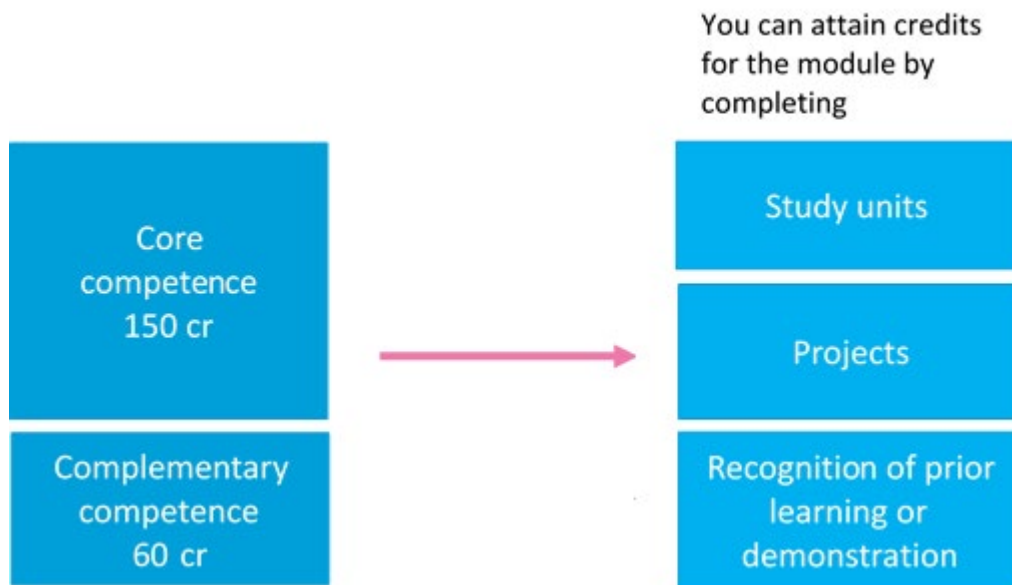 You can attain credits
for the module by
completing
Core
competence
150 cr
Complementary
competence
60 cr
Study units
Projects
Recognition of prior
learning or
demonstration